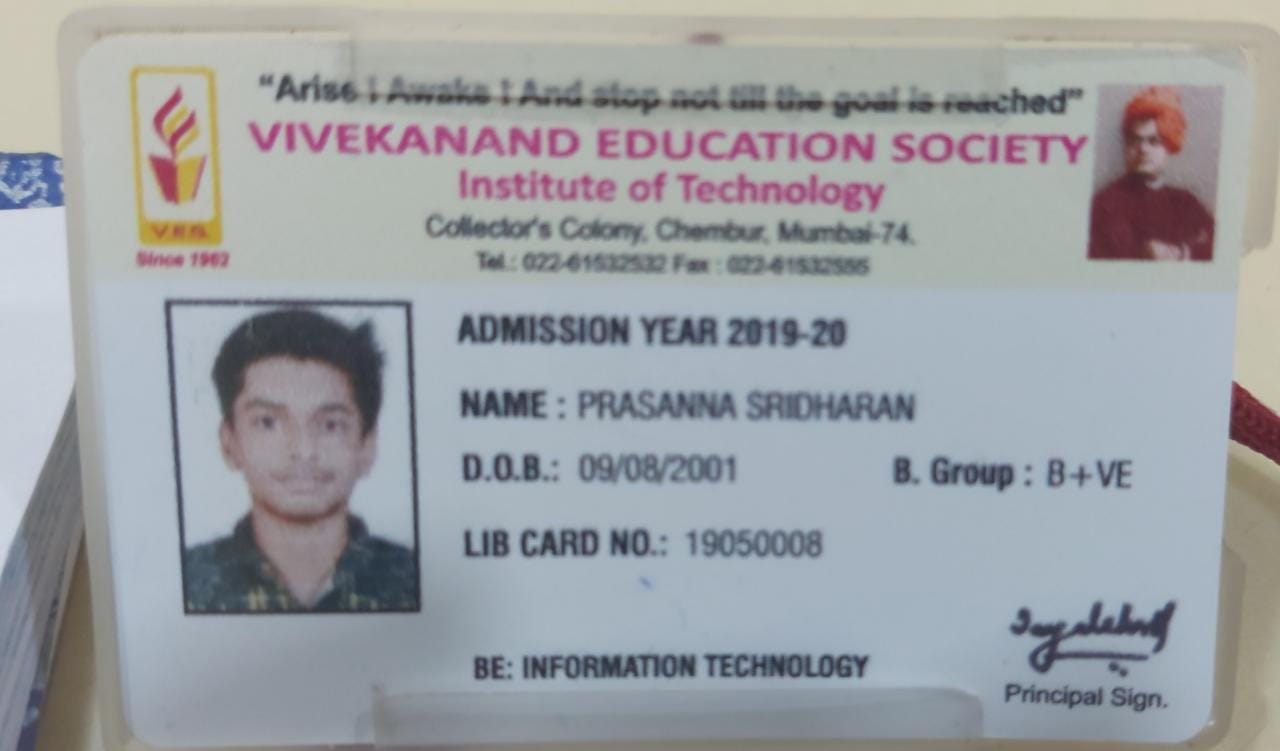 "Arise ! Awake ! And stop not till the goal is reached"
VIVEKANAND EDUCATION SOCIETY
Institute of Technology
Collector's Colony, Chembur, Mumbai-74.
Tel.: 022-61532532 Fax : 022-61532555
V.E.S.
Since 1962
ADMISSION YEAR 2019-20
NAME : PRASANNA SRIDHARAN
D.O.B.: 09/08/2001 B. Group : B+VE
LIB CARD NO.: 19050008
BE: INFORMATION TECHNOLOGY
Principal Sign.